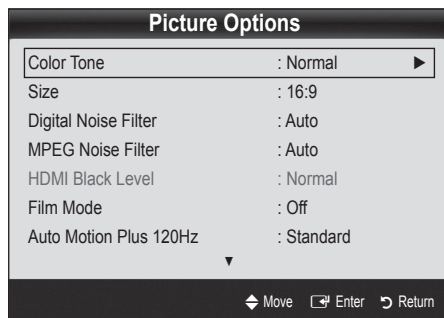 Picture Options
Color Tone : Normal ►
Size : 16:9
Digital Noise Filter : Auto
MPEG Noise Filter : Auto
HDMI Black Level : Normal
Film Mode : Off
Auto Motion Plus 120Hz : Standard
▼
Move Enter Return